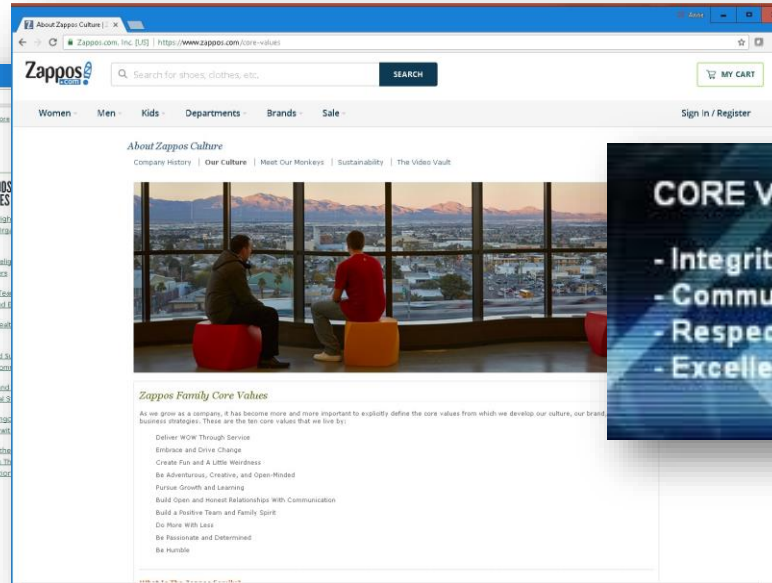 About Zappos Culture
Anna
Zappos.com, Inc. [US] | https://www.zappos.com/core-values
Zappos
.com
Search for shoes, clothes, etc.
SEARCH
MY CART
Women
Men
Kids
Departments
Brands
Sale
Sign In / Register
About Zappos Culture
Company History | Our Culture | Meet Our Monkeys | Sustainability | The Video Vault
CORE V
- Integrit
- Commu
- Respec
- Excelle
Zappos Family Core Values
As we grow as a company, it has become more and more important to explicitly define the core values from which we develop our culture, our brand,
business strategies. These are the ten core values that we live by:
Deliver WOW Through Service
Embrace and Drive Change
Create Fun and A Little Weirdness
Be Adventurous, Creative, and Open-Minded
Pursue Growth and Learning
Build Open and Honest Relationships With Communication
Build a Positive Team and Family Spirit
Do More With Less
Be Passionate and Determined
Be Humble
What Is The Zappos Family?